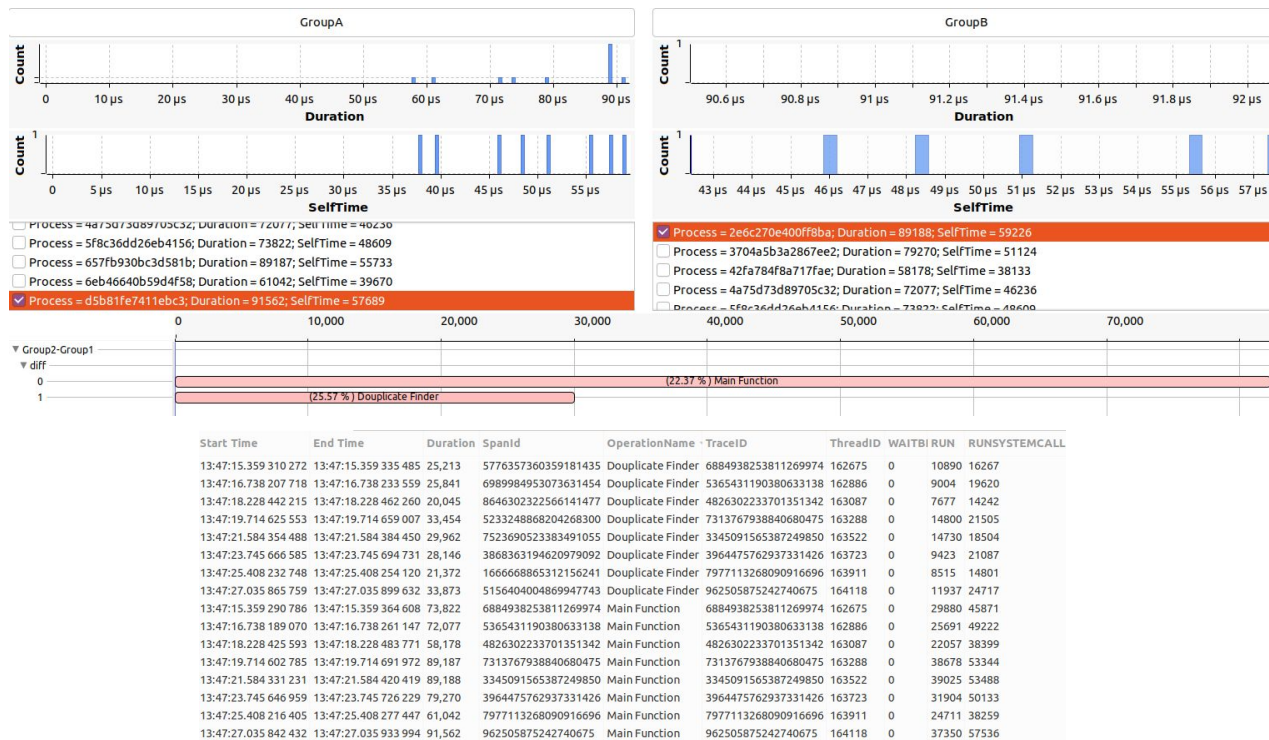 GroupA
GroupB
Count
0 10 µs 20 µs 30 µs 40 µs 50 µs 60 µs 70 µs 80 µs 90 µs
Duration
Count 1
90.6 µs 90.8 µs 91 µs 91.2 µs 91.4 µs 91.6 µs 91.8 µs 92 µs
Duration
Count 1
0 5 µs 10 µs 15 µs 20 µs 25 µs 30 µs 35 µs 40 µs 45 µs 50 µs 55 µs
SelfTime
Count 1
43 µs 44 µs 45 µs 46 µs 47 µs 48 µs 49 µs 50 µs 51 µs 52 µs 53 µs 54 µs 55 µs 56 µs 57 µs
SelfTime
Process = 4a75d73d89705c32; Duration = 72077; SelfTime = 46236
Process = 5f8c36dd26eb4156; Duration = 73822; SelfTime = 48609
Process = 657fb930bc3d581b; Duration = 89187; SelfTime = 55733
Process = 6eb46640b59d4f58; Duration = 61042; SelfTime = 39670
Process = d5b81fe7411ebc3; Duration = 91562; SelfTime = 57689
Process = 2e6c270e400ff8ba; Duration = 89188; SelfTime = 59226
Process = 3704a5b3a2867ee2; Duration = 79270; SelfTime = 51124
Process = 42fa784f8a717fae; Duration = 58178; SelfTime = 38133
Process = 4a75d73d89705c32; Duration = 72077; SelfTime = 46236
Process = 5f8c36dd26eb4156; Duration = 73822; SelfTime = 48609
0 10,000 20,000 30,000 40,000 50,000 60,000 70,000
Group2-Group1
diff
0 (22.37 % ) Main Function
1 (25.57 % ) Douplicate Finder
Start Time End Time Duration SpanId OperationName TraceID ThreadID WAITBI RUN RUNSYSTEMCALL
13:47:15.359 310 272 13:47:15.359 335 485 25,213 5776357360359181435 Douplicate Finder 6884938253811269974 162675 0 10890 16267
13:47:16.738 207 718 13:47:16.738 233 559 25,841 6989984953073631454 Douplicate Finder 5365431190380633138 162886 0 9004 19620
13:47:18.228 442 215 13:47:18.228 462 260 20,045 8646302322566141477 Douplicate Finder 4826302233701351342 163087 0 7677 14242
13:47:19.714 625 553 13:47:19.714 659 007 33,454 5233248868204268300 Douplicate Finder 7313767938840680475 163288 0 14800 21505
13:47:21.584 354 488 13:47:21.584 384 450 29,962 7523690523383491055 Douplicate Finder 3345091565387249850 163522 0 14730 18504
13:47:23.745 666 585 13:47:23.745 694 731 28,146 3868363194620979092 Douplicate Finder 3964475762937331426 163723 0 9423 21087
13:47:25.408 232 748 13:47:25.408 254 120 21,372 1666668865312156241 Douplicate Finder 7977113268090916696 163911 0 8515 14801
13:47:27.035 865 759 13:47:27.035 899 632 33,873 5156404004869947743 Douplicate Finder 962505875242740675 164118 0 11937 24717
13:47:15.359 290 786 13:47:15.359 364 608 73,822 6884938253811269974 Main Function 6884938253811269974 162675 0 29880 45871
13:47:16.738 189 070 13:47:16.738 261 147 72,077 5365431190380633138 Main Function 5365431190380633138 162886 0 25691 49222
13:47:18.228 425 593 13:47:18.228 483 771 58,178 4826302233701351342 Main Function 4826302233701351342 163087 0 22057 38399
13:47:19.714 602 785 13:47:19.714 691 972 89,187 7313767938840680475 Main Function 7313767938840680475 163288 0 38678 53344
13:47:21.584 331 231 13:47:21.584 420 419 89,188 3345091565387249850 Main Function 3345091565387249850 163522 0 39025 53488
13:47:23.745 646 959 13:47:23.745 726 229 79,270 3964475762937331426 Main Function 3964475762937331426 163723 0 31904 50133
13:47:25.408 216 405 13:47:25.408 277 447 61,042 7977113268090916696 Main Function 7977113268090916696 163911 0 24711 38259
13:47:27.035 842 432 13:47:27.035 933 994 91,562 962505875242740675 Main Function 962505875242740675 164118 0 37350 57536